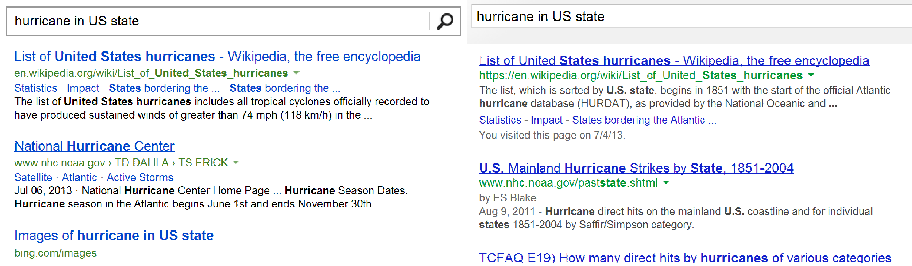 hurricane in US state
List of United States hurricanes - Wikipedia, the free encyclopedia
en.wikipedia.org/wiki/List_of_United_States_hurricanes
Statistics · Impact · States bordering the ... · States bordering the ...
The list of United States hurricanes includes all tropical cyclones officially recorded to
have produced sustained winds of greater than 74 mph (118 km/h) in the ...
National Hurricane Center
www.nhc.noaa.gov › TD DALILA › TS ERICK
Satellite · Atlantic · Active Storms
Jul 06, 2013 · National Hurricane Center Home Page ... Hurricane Season Dates.
Hurricane season in the Atlantic begins June 1st and ends November 30th
Images of hurricane in US state
bing.com/images
hurricane in US state
List of United States hurricanes - Wikipedia, the free encyclopedia
https://en.wikipedia.org/wiki/List_of_United_States_hurricanes
The list, which is sorted by U.S. state, begins in 1851 with the start of the official Atlantic
hurricane database (HURDAT), as provided by the National Oceanic and ...
Statistics - Impact - States bordering the Atlantic ...
You visited this page on 7/4/13.
U.S. Mainland Hurricane Strikes by State, 1851-2004
www.nhc.noaa.gov/paststate.shtml
by ES Blake
Aug 9, 2011 - Hurricane direct hits on the mainland U.S. coastline and for individual
states 1851-2004 by Saffir/Simpson category.
TCFAQ E19) How many direct hits by hurricanes of various categories